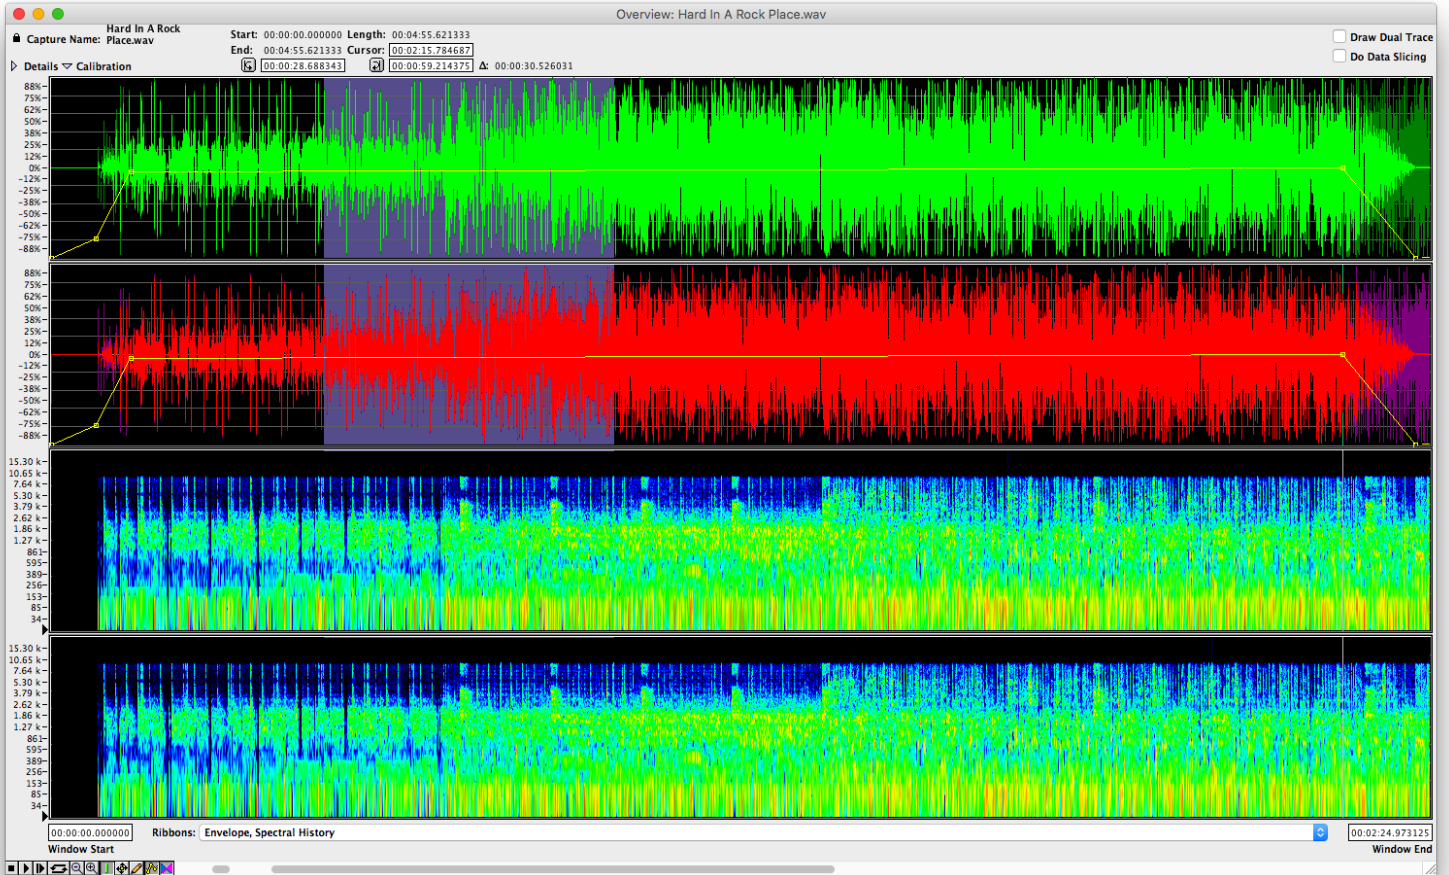 Overview: Hard In A Rock Place.wav
Capture Name: Hard In A Rock Place.wav
Start: 00:00:00.000000 Length: 00:04:55.621333
End: 00:04:55.621333 Cursor: 00:02:15.784687
00:00:28.688343 00:00:59.214375 Δ: 00:00:30.526031
Draw Dual Trace
Do Data Slicing
Details Calibration
88%
75%
62%
50%
38%
25%
12%
0%
-12%
-25%
-38%
-50%
-62%
-75%
-88%
88%
75%
62%
50%
38%
25%
12%
0%
-12%
-25%
-38%
-50%
-62%
-75%
-88%
15.30 k
10.65 k
7.64 k
5.30 k
3.79 k
2.62 k
1.86 k
1.27 k
861
595
389
256
153
85
34
15.30 k
10.65 k
7.64 k
5.30 k
3.79 k
2.62 k
1.86 k
1.27 k
861
595
389
256
153
85
34
00:00:00.000000 Ribbons: Envelope, Spectral History 00:02:24.973125
Window Start Window End